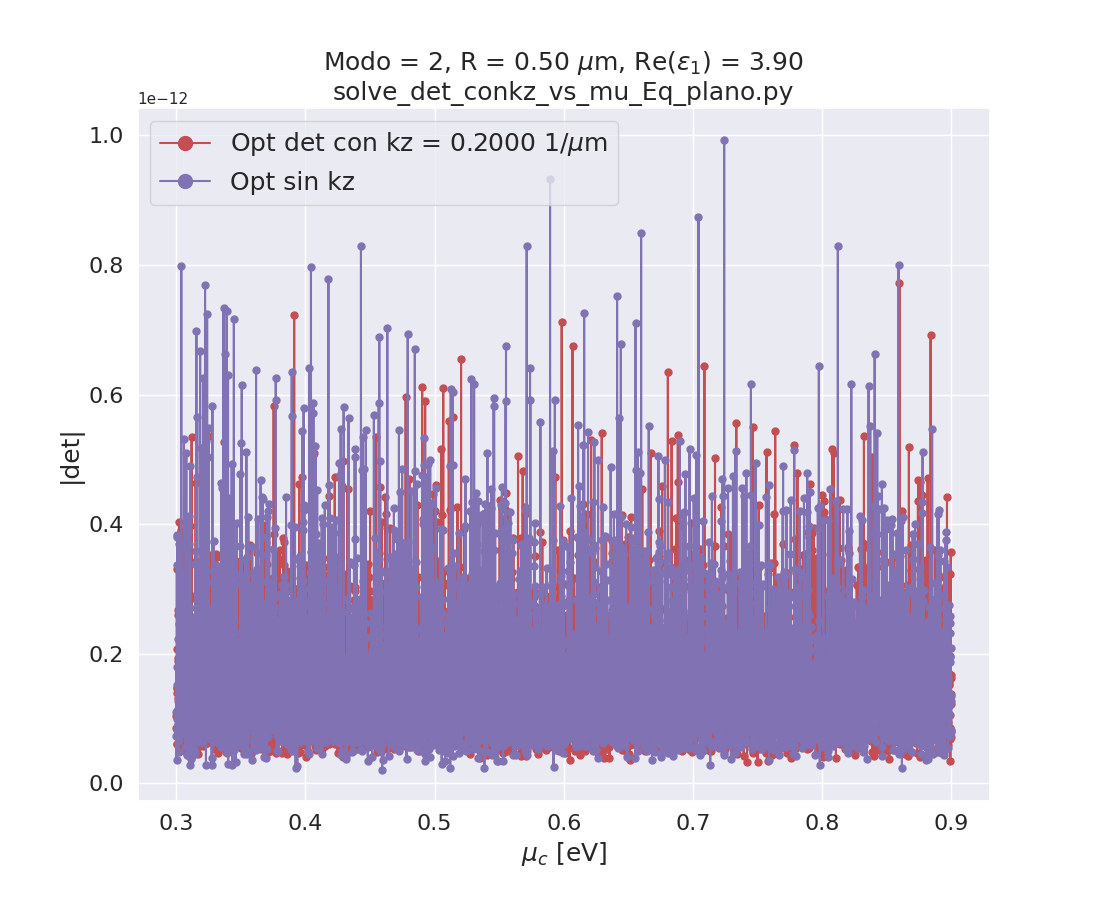 Modo = 2, R = 0.50 μm, Re(ε₁) = 3.90
solve_det_conkz_vs_mu_Eq_plano.py
1e−12
Opt det con kz = 0.2000 1/μm
Opt sin kz
1.0
0.8
0.6
0.4
0.2
0.0
|det|
0.3 0.4 0.5 0.6 0.7 0.8 0.9
μ_c [eV]